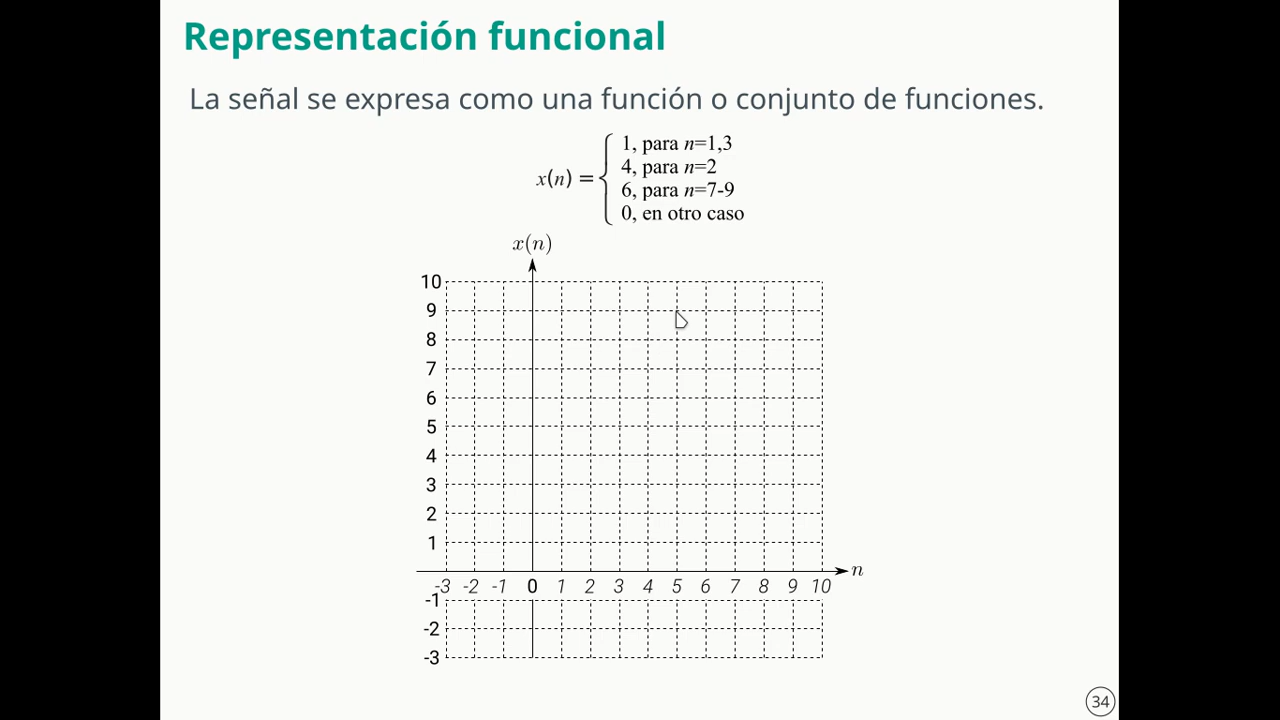 Representación funcional
La señal se expresa como una función o conjunto de funciones.
1, para n=1,3
4, para n=2
x(n) =
6, para n=7-9
0, en otro caso
x(n)
10
9
8
7
6
5
4
3
2
1
n
-3 -2 -1 0 1 2 3 4 5 6 7 8 9 10
-1
-2
-3
34